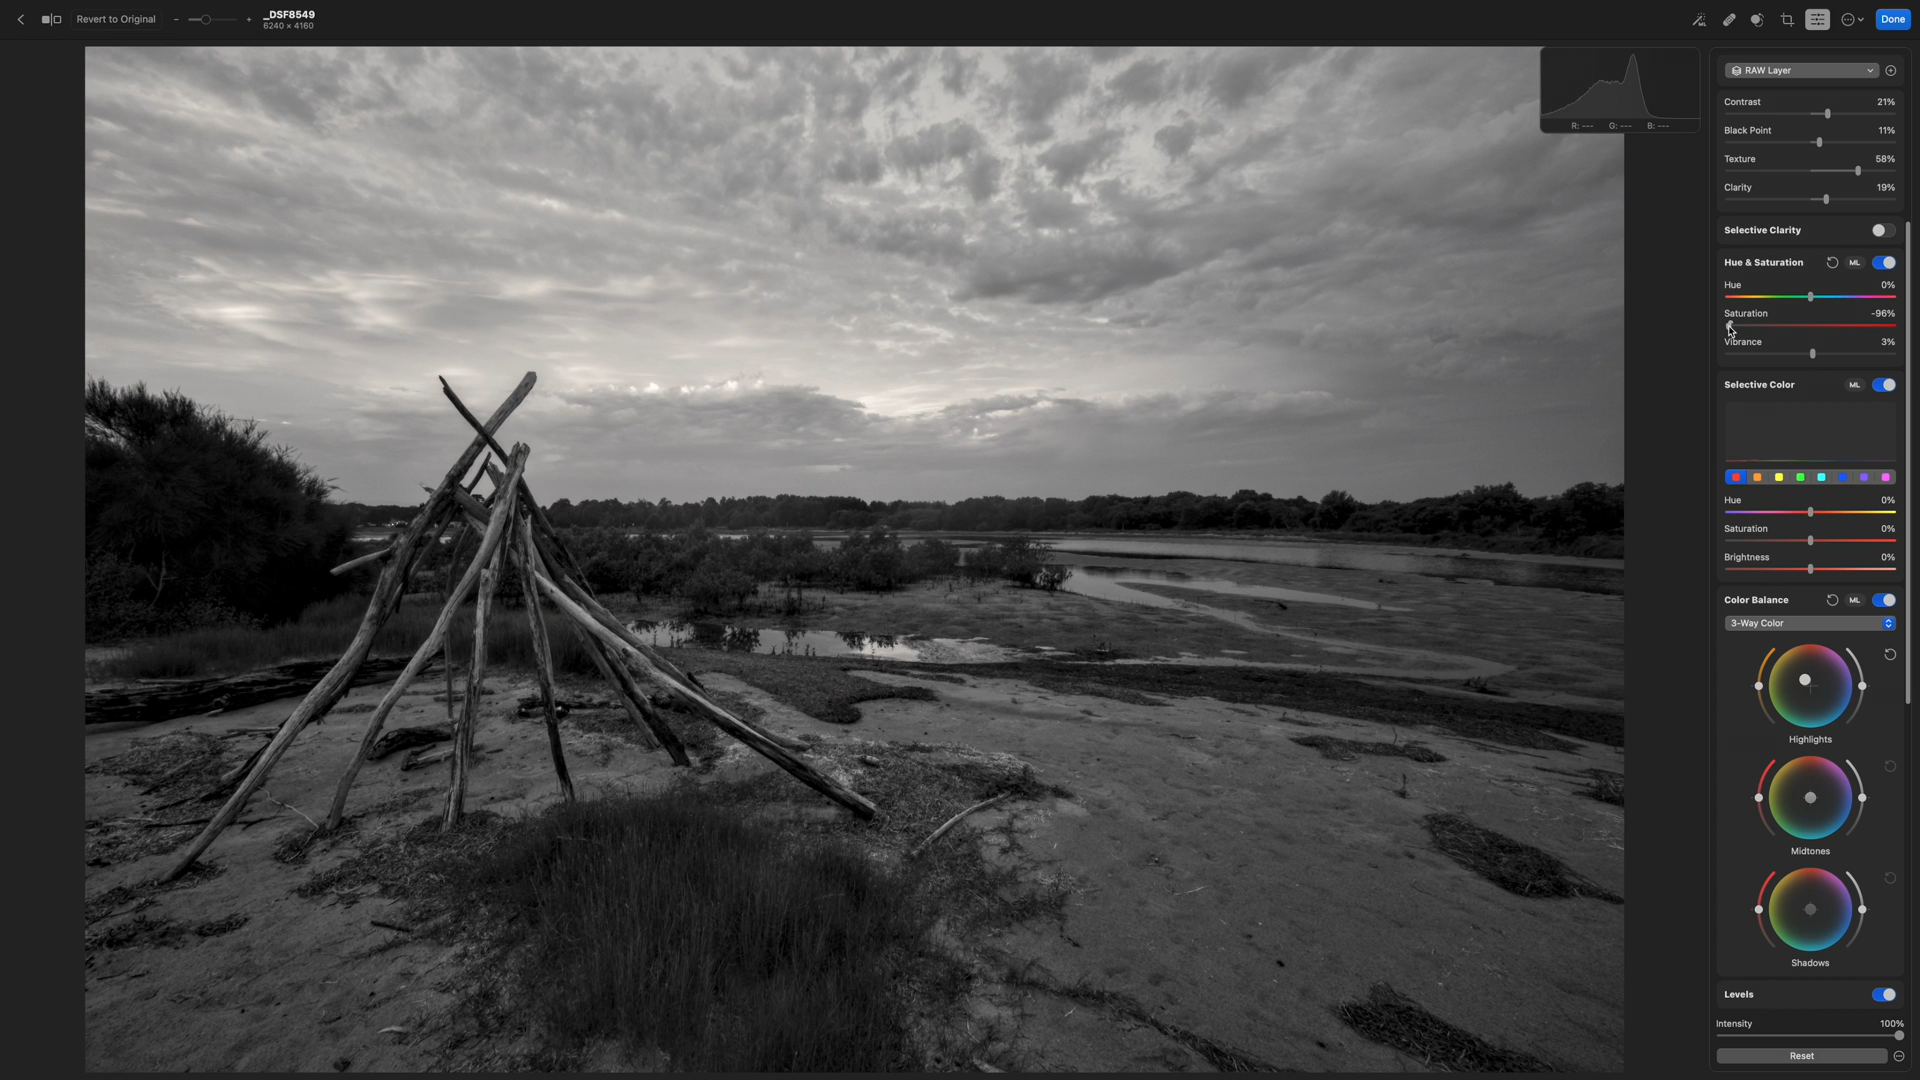 Revert to Original
_DSF8549
6240 × 4160
Done
R: --- G: --- B: ---
RAW Layer
Contrast 21%
Black Point 11%
Texture 58%
Clarity 19%
Selective Clarity
Hue & Saturation ML
Hue 0%
Saturation -96%
Vibrance 3%
Selective Color ML
Hue 0%
Saturation 0%
Brightness 0%
Color Balance ML
3-Way Color
Highlights
Midtones
Shadows
Levels
Intensity 100%
Reset